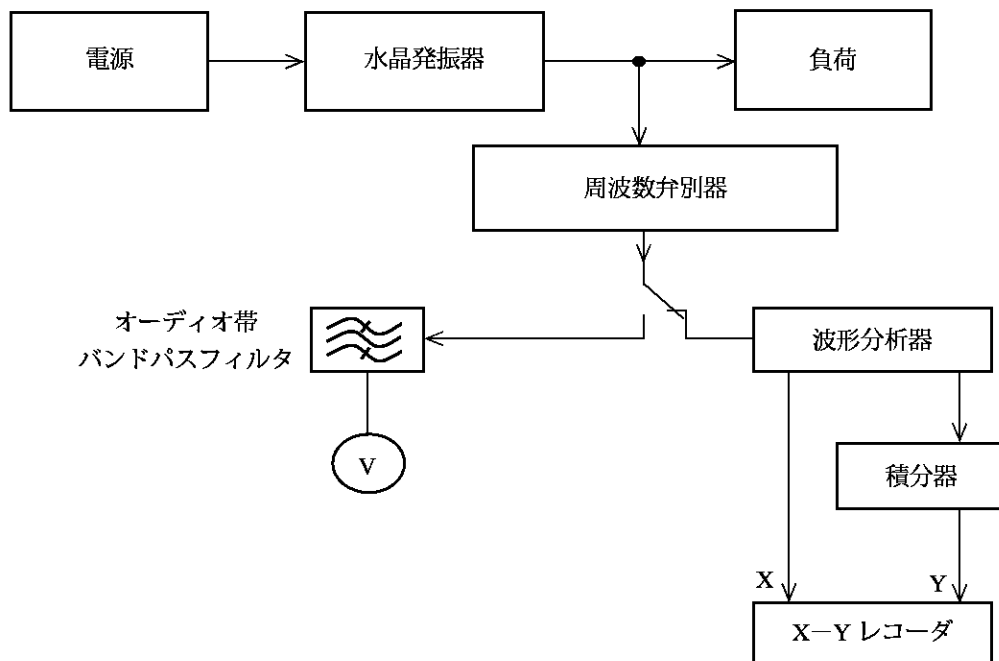 電源
水晶発振器
負荷
周波数弁別器
オーディオ帯
バンドパスフィルタ
波形分析器
V
積分器
X
Y
X－Y レコーダ